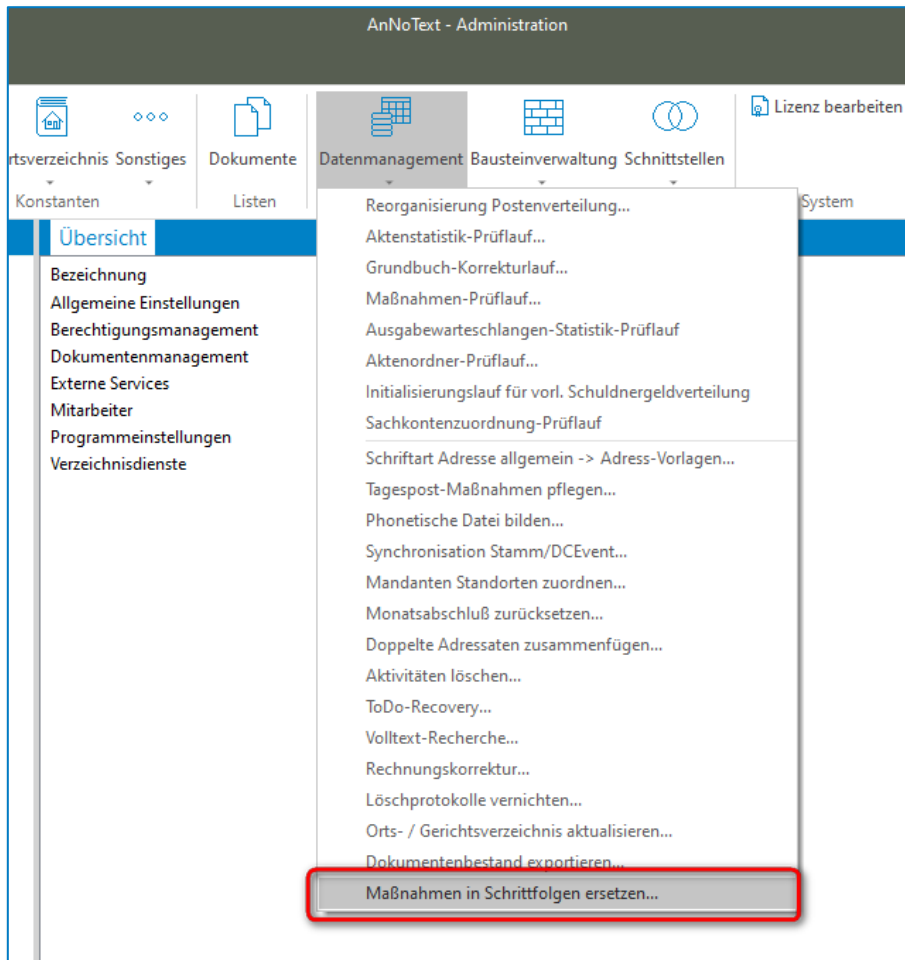 AnNoText - Administration
Lizenz bearbeiten
rtsverzeichnis Sonstiges Dokumente Datenmanagement Bausteinverwaltung Schnittstellen
Konstanten Listen System
Übersicht
Bezeichnung
Allgemeine Einstellungen
Berechtigungsmanagement
Dokumentenmanagement
Externe Services
Mitarbeiter
Programmeinstellungen
Verzeichnisdienste
Reorganisierung Postenverteilung...
Aktenstatistik-Prüflauf...
Grundbuch-Korrekturlauf...
Maßnahmen-Prüflauf...
Ausgabewarteschlangen-Statistik-Prüflauf
Aktenordner-Prüflauf...
Initialisierungslauf für vorl. Schuldnergeldverteilung
Sachkontenzuordnung-Prüflauf
Schriftart Adresse allgemein -> Adress-Vorlagen...
Tagespost-Maßnahmen pflegen...
Phonetische Datei bilden...
Synchronisation Stamm/DCEvent...
Mandanten Standorten zuordnen...
Monatsabschluß zurücksetzen...
Doppelte Adressaten zusammenfügen...
Aktivitäten löschen...
ToDo-Recovery...
Volltext-Recherche...
Rechnungskorrektur...
Löschprotokolle vernichten...
Orts- / Gerichtsverzeichnis aktualisieren...
Dokumentenbestand exportieren...
Maßnahmen in Schrittfolgen ersetzen...